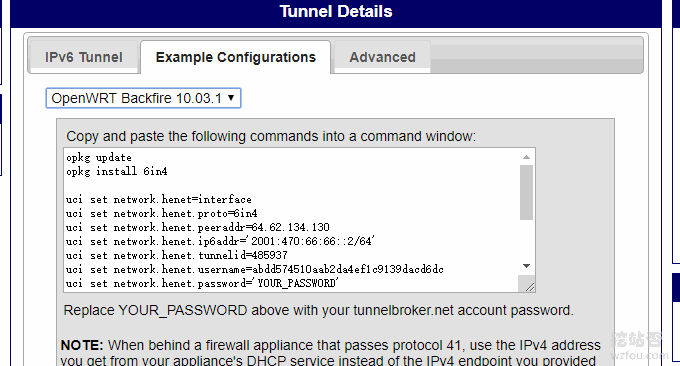 Tunnel Details
IPv6 Tunnel
Example Configurations
Advanced
OpenWRT Backfire 10.03.1
Copy and paste the following commands into a command window:
opkg update
opkg install 6in4
uci set network.henet=interface
uci set network.henet.proto=6in4
uci set network.henet.peeraddr=64.62.134.130
uci set network.henet.ip6addr='2001:470:66:66::2/64'
uci set network.henet.tunnelid=485937
uci set network.henet.username=abdd574510aab2da4ef1c9139dacd6dc
uci set network.henet.password='YOUR_PASSWORD'
Replace YOUR_PASSWORD above with your tunnelbroker.net account password.
NOTE: When behind a firewall appliance that passes protocol 41, use the IPv4 address
you get from your appliance's DHCP service instead of the IPv4 endpoint you provided
挖站否
wzfou.com